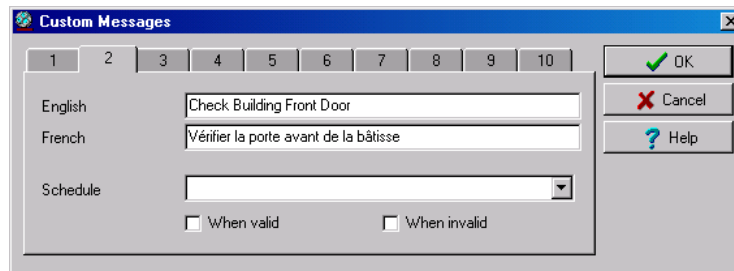 Custom Messages
1 2 3 4 5 6 7 8 9 10
OK
English Check Building Front Door
Cancel
French Vérifier la porte avant de la bâtisse
Help
Schedule
When valid When invalid